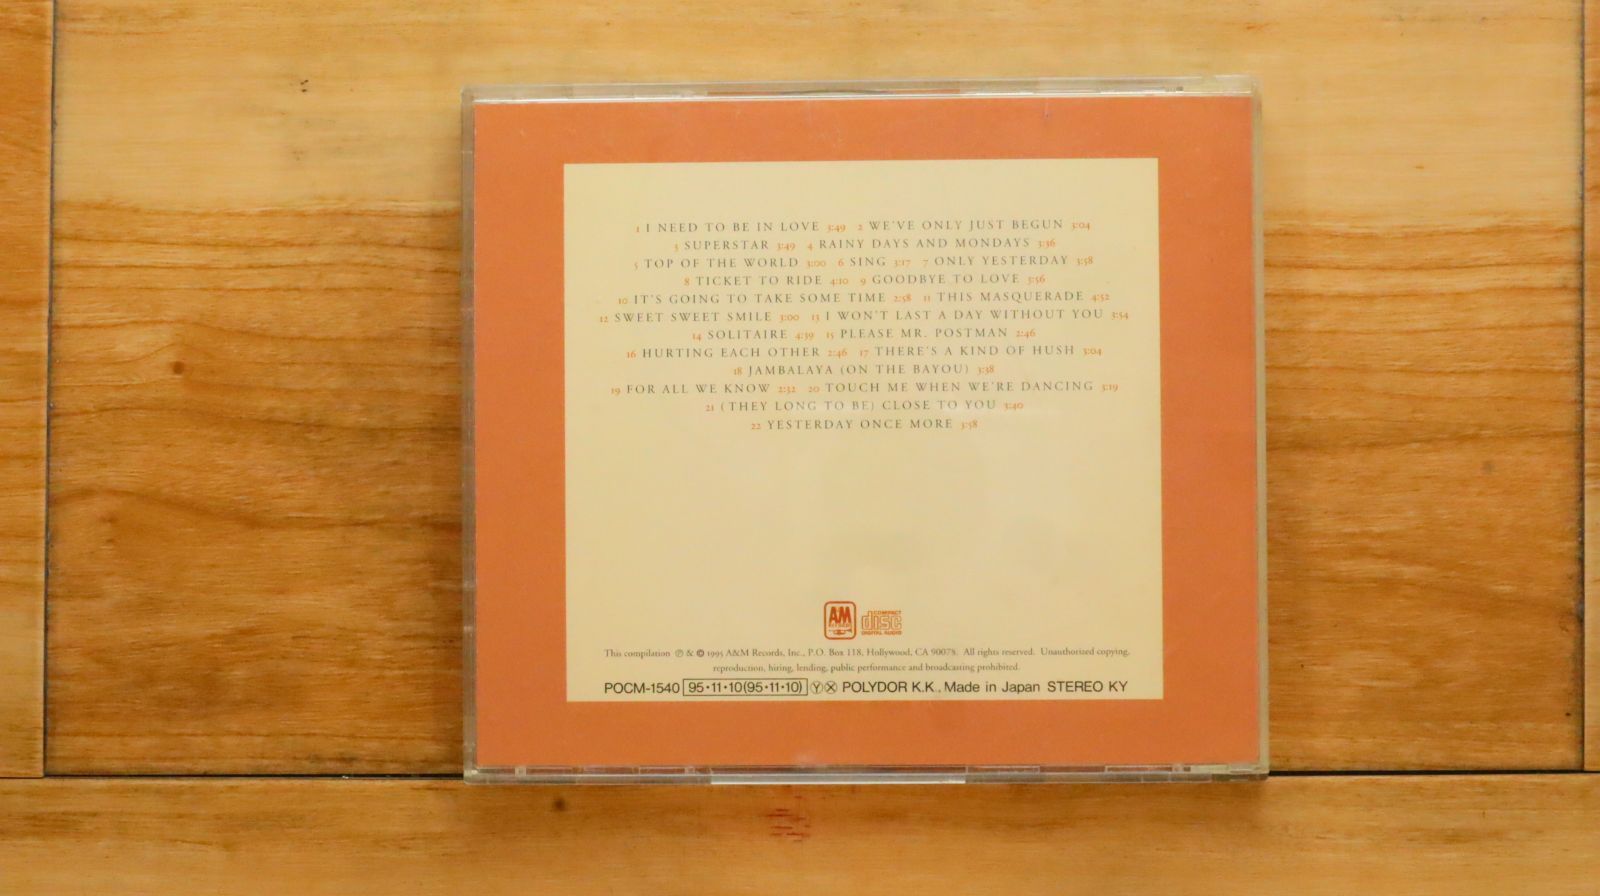 1 I NEED TO BE IN LOVE 3:49 2 WE'VE ONLY JUST BEGUN 3:04
3 SUPERSTAR 3:49 4 RAINY DAYS AND MONDAYS 3:36
5 TOP OF THE WORLD 3:00 6 SING 3:17 7 ONLY YESTERDAY 3:58
8 TICKET TO RIDE 4:10 9 GOODBYE TO LOVE 3:56
10 IT'S GOING TO TAKE SOME TIME 2:58 11 THIS MASQUERADE 4:52
12 SWEET SWEET SMILE 3:00 13 I WON'T LAST A DAY WITHOUT YOU 3:54
14 SOLITAIRE 4:39 15 PLEASE MR. POSTMAN 2:46
16 HURTING EACH OTHER 2:46 17 THERE'S A KIND OF HUSH 3:04
18 JAMBALAYA (ON THE BAYOU) 3:38
19 FOR ALL WE KNOW 2:32 20 TOUCH ME WHEN WE'RE DANCING 3:19
21 (THEY LONG TO BE) CLOSE TO YOU 3:40
22 YESTERDAY ONCE MORE 3:58
A&M RECORDS
COMPACT disc DIGITAL AUDIO
This compilation ℗ & © 1995 A&M Records, Inc., P.O. Box 118, Hollywood, CA 90078. All rights reserved. Unauthorized copying,
reproduction, hiring, lending, public performance and broadcasting prohibited.
POCM-1540 95•11•10(95•11•10) Ⓨ Ⓧ POLYDOR K.K., Made in Japan STEREO KY